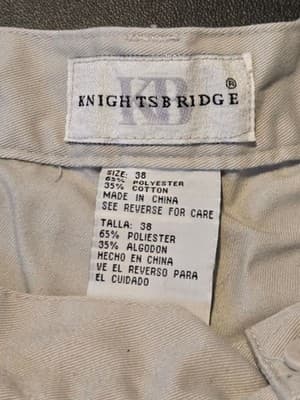 KB
KNIGHTSBRIDGE®
SIZE: 38
65% POLYESTER
35% COTTON
MADE IN CHINA
SEE REVERSE FOR CARE
TALLA: 38
65% POLIESTER
35% ALGODON
HECHO EN CHINA
VE EL REVERSO PARA
EL CUIDADO